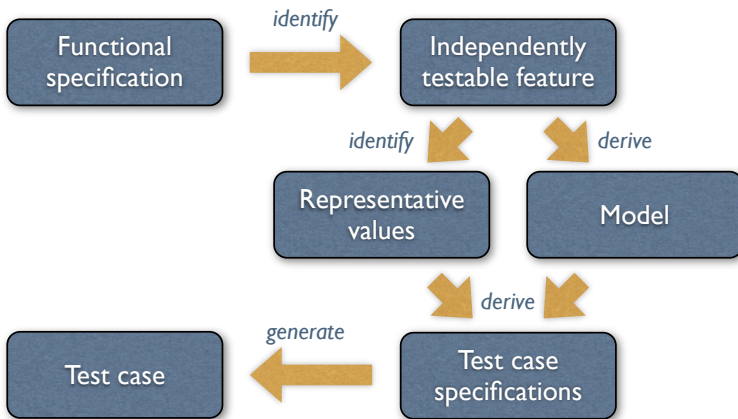 identify
Functional
specification
Independently
testable feature
identify
derive
Representative
values
Model
derive
generate
Test case
Test case
specifications